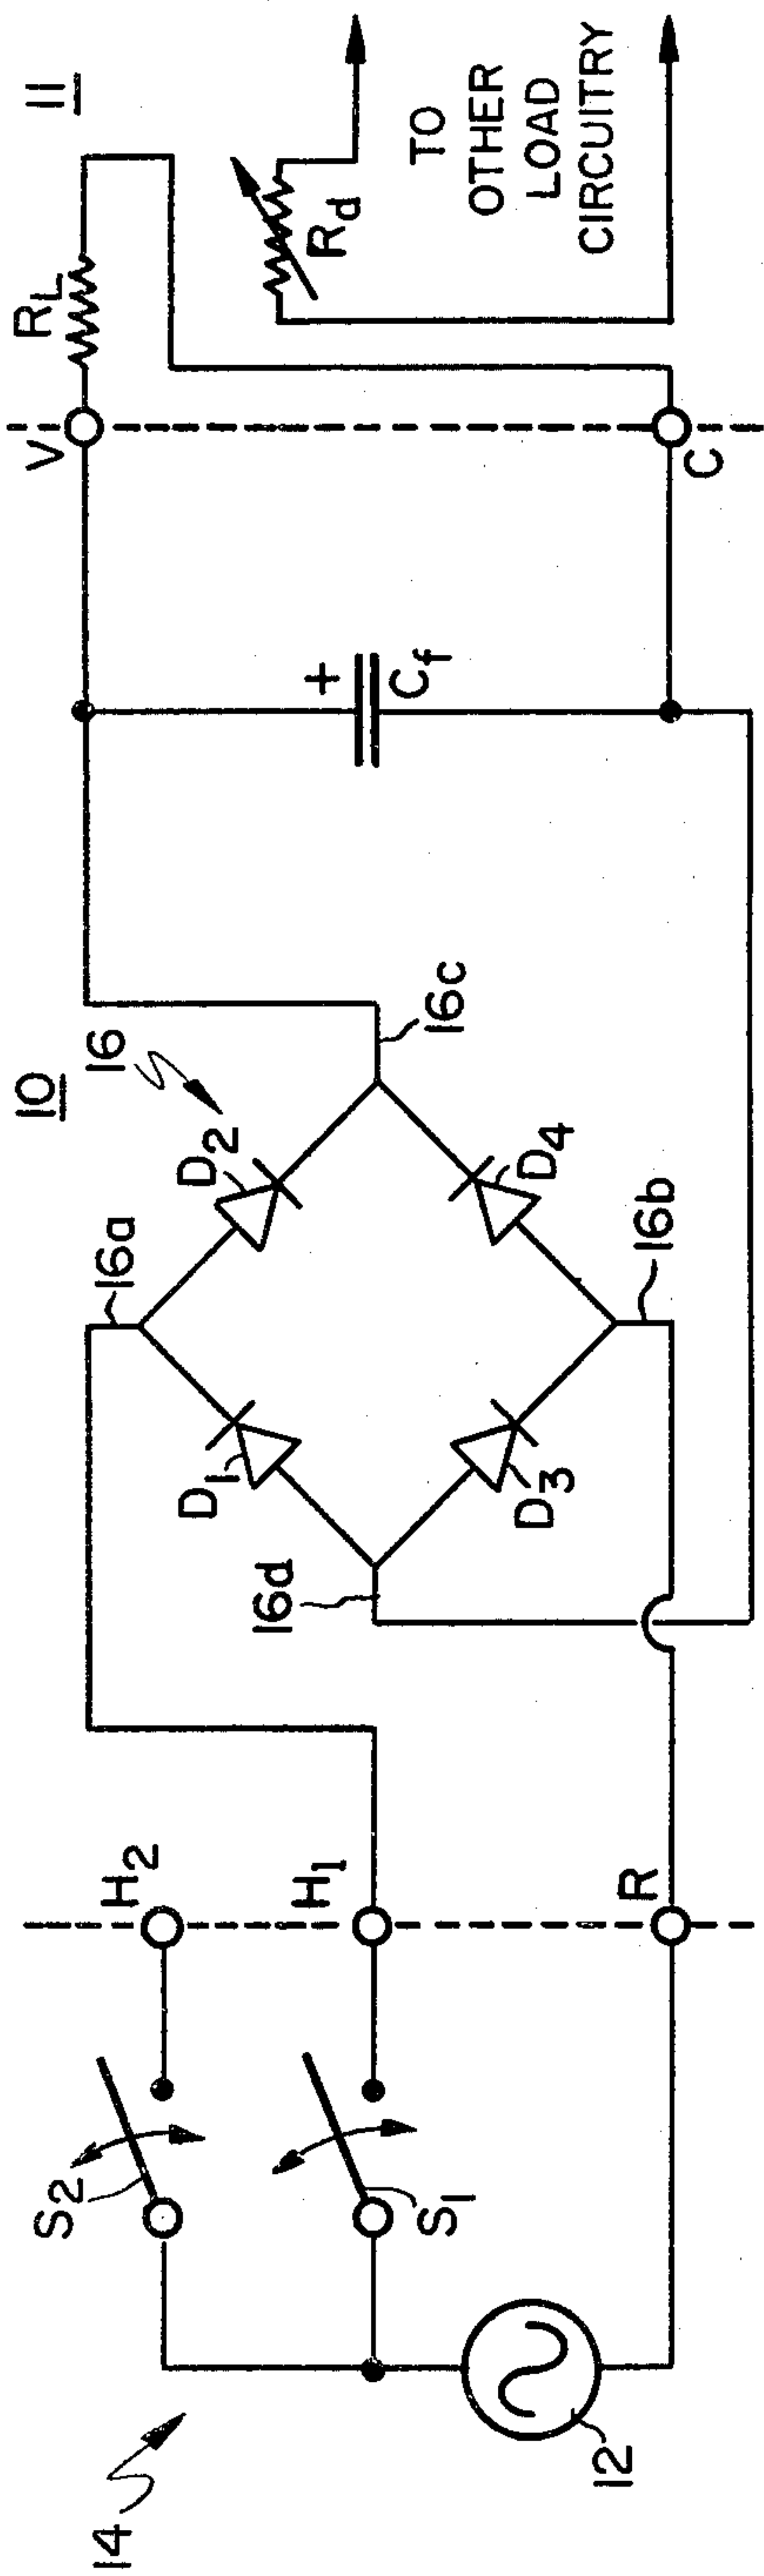 14
12
S2
S1
H2
H1
R
10
16
16a
16b
16c
16d
D1
D2
D3
D4
+
Cf
V
C
11
RL
Rd
TO
OTHER
LOAD
CIRCUITRY